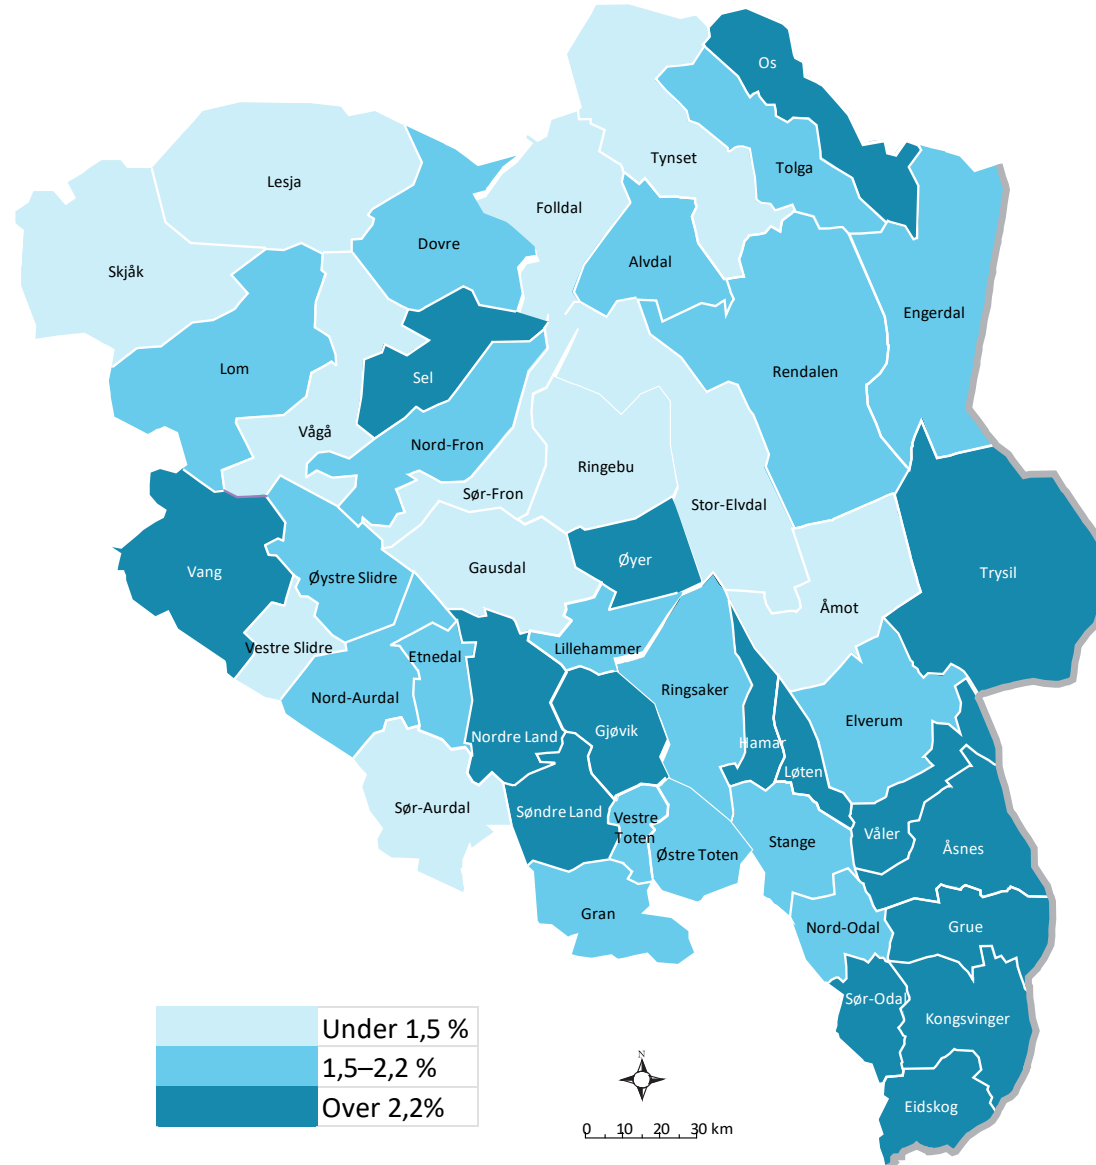 Os
Tynset
Tolga
Lesja
Folldal
Dovre
Alvdal
Skjåk
Engerdal
Lom
Rendalen
Sel
Vågå
Nord-Fron
Ringebu
Sør-Fron
Stor-Elvdal
Øyer
Gausdal
Vang
Trysil
Øystre Slidre
Åmot
Vestre Slidre
Lillehammer
Etnedal
Ringsaker
Nord-Aurdal
Elverum
Gjøvik
Nordre Land
Hamar
Løten
Sør-Aurdal
Søndre Land
Vestre
Toten
Østre Toten
Stange
Våler
Åsnes
Gran
Nord-Odal
Grue
Sør-Odal
Kongsvinger
Eidskog
Under 1,5 %
1,5–2,2 %
Over 2,2%
N
0 10 20 30 km